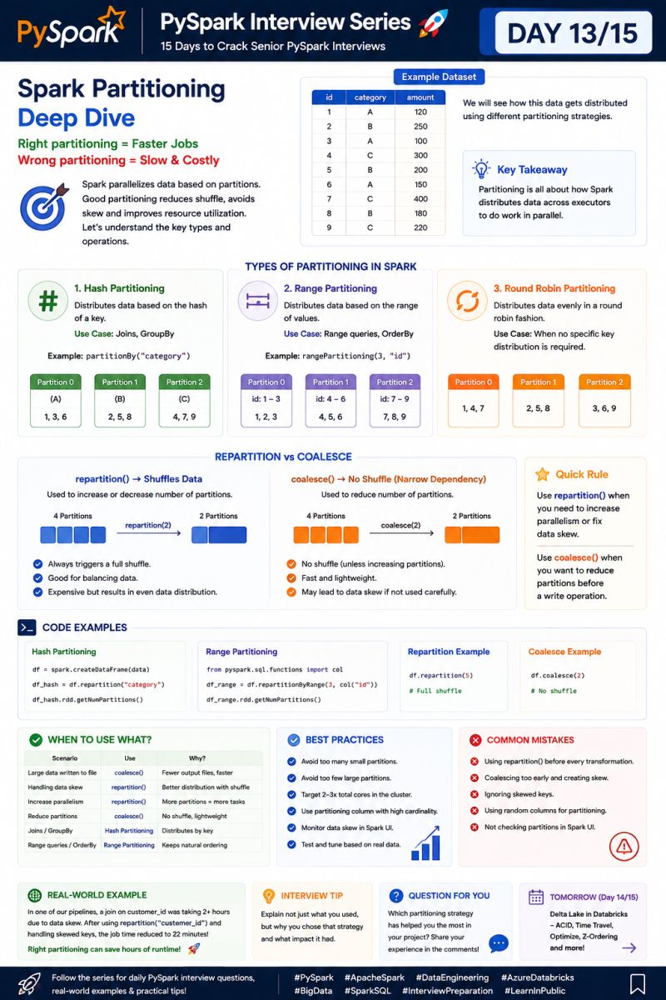 PySpark
PySpark Interview Series
15 Days to Crack Senior PySpark Interviews
DAY 13/15
Spark Partitioning
Deep Dive
Right partitioning = Faster Jobs
Wrong partitioning = Slow & Costly
Spark parallelizes data based on partitions.
Good partitioning reduces shuffle, avoids
skew and improves resource utilization.
Let's understand the key types and
operations.
Example Dataset
id category amount
1 A 120
2 B 250
3 A 100
4 C 300
5 B 200
6 A 150
7 C 400
8 B 180
9 C 220
We will see how this data gets distributed
using different partitioning strategies.
Key Takeaway
Partitioning is all about how Spark
distributes data across executors
to do work in parallel.
TYPES OF PARTITIONING IN SPARK
#
1. Hash Partitioning
Distributes data based on the hash
of a key.
Use Case: Joins, GroupBy
Example: partitionBy("category")
Partition 0 Partition 1 Partition 2
(A) (B) (C)
1, 3, 6 2, 5, 8 4, 7, 9
2. Range Partitioning
Distributes data based on the range
of values.
Use Case: Range queries, OrderBy
Example: rangePartitioning(3, "id")
Partition 0 Partition 1 Partition 2
id: 1 – 3 id: 4 – 6 id: 7 – 9
1, 2, 3 4, 5, 6 7, 8, 9
3. Round Robin Partitioning
Distributes data evenly in a round
robin fashion.
Use Case: When no specific key
distribution is required.
Partition 0 Partition 1 Partition 2
1, 4, 7 2, 5, 8 3, 6, 9
REPARTITION vs COALESCE
repartition() → Shuffles Data
Used to increase or decrease number of partitions.
4 Partitions 2 Partitions
repartition(2)
Always triggers a full shuffle.
Good for balancing data.
Expensive but results in even data distribution.
coalesce() → No Shuffle (Narrow Dependency)
Used to reduce number of partitions.
4 Partitions 2 Partitions
coalesce(2)
No shuffle (unless increasing partitions).
Fast and lightweight.
May lead to data skew if not used carefully.
Quick Rule
Use repartition() when
you need to increase
parallelism or fix
data skew.
Use coalesce() when
you want to reduce
partitions before
a write operation.
>_ CODE EXAMPLES
Hash Partitioning
df = spark.createDataFrame(data)
df_hash = df.repartition("category")
df_hash.rdd.getNumPartitions()
Range Partitioning
from pyspark.sql.functions import col
df_range = df.repartitionByRange(3, col("id"))
df_range.rdd.getNumPartitions()
Repartition Example
df.repartition(5)
# Full shuffle
Coalesce Example
df.coalesce(2)
# No shuffle
WHEN TO USE WHAT?
Scenario Use Why?
Large data written to file coalesce() Fewer output files, faster
Handling data skew repartition() Better distribution with shuffle
Increase parallelism repartition() More partitions = more tasks
Reduce partitions coalesce() No shuffle, lightweight
Joins / GroupBy Hash Partitioning Distributes by key
Range queries / OrderBy Range Partitioning Keeps natural ordering
BEST PRACTICES
Avoid too many small partitions.
Avoid too few large partitions.
Target 2–3x total cores in the cluster.
Use partitioning column with high cardinality.
Monitor data skew in Spark UI.
Test and tune based on real data.
COMMON MISTAKES
Using repartition() before every transformation.
Coalescing too early and creating skew.
Ignoring skewed keys.
Using random columns for partitioning.
Not checking partitions in Spark UI.
REAL-WORLD EXAMPLE
In one of our pipelines, a join on customer_id was taking 2+ hours
due to data skew. After using repartition("customer_id") and
handling skewed keys, the job time reduced to 22 minutes!
Right partitioning can save hours of runtime!
INTERVIEW TIP
Explain not just what you used,
but why you chose that strategy
and what impact it had.
QUESTION FOR YOU
Which partitioning strategy
has helped you the most in
your project? Share your
experience in the comments!
TOMORROW (Day 14/15)
Delta Lake in Databricks
– ACID, Time Travel,
Optimize, Z-Ordering
and more!
Follow the series for daily PySpark interview questions,
real-world examples & practical tips!
#PySpark #ApacheSpark #DataEngineering #AzureDatabricks
#BigData #SparkSQL #InterviewPreparation #LearnInPublic